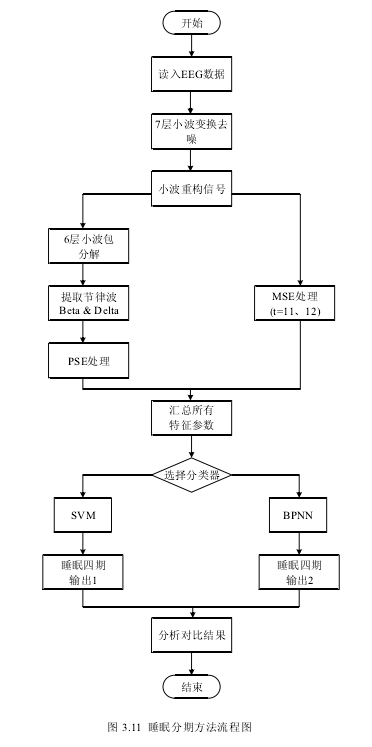 开始
读入EEG数据
7层小波变换去
噪
小波重构信号
6层小波包
分解
提取节律波
Beta & Delta
PSE处理
MSE处理
(t=11、12)
汇总所有
特征参数
选择分类器
SVM
BPNN
睡眠四期
输出1
睡眠四期
输出2
分析对比结果
结束
图 3.11 睡眠分期方法流程图